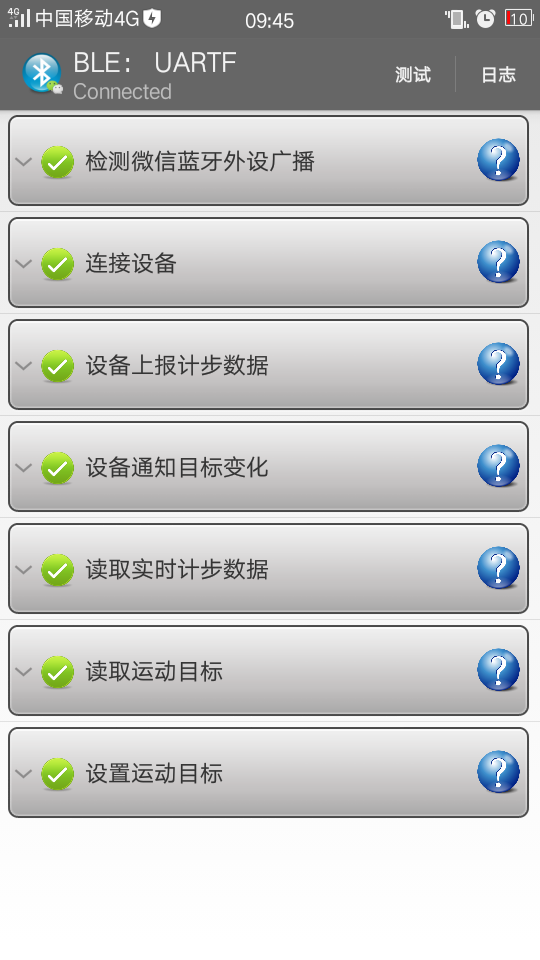 4G 中国移动4G 09:45 10
BLE： UARTF
Connected
测试 日志
检测微信蓝牙外设广播
连接设备
设备上报计步数据
设备通知目标变化
读取实时计步数据
读取运动目标
设置运动目标